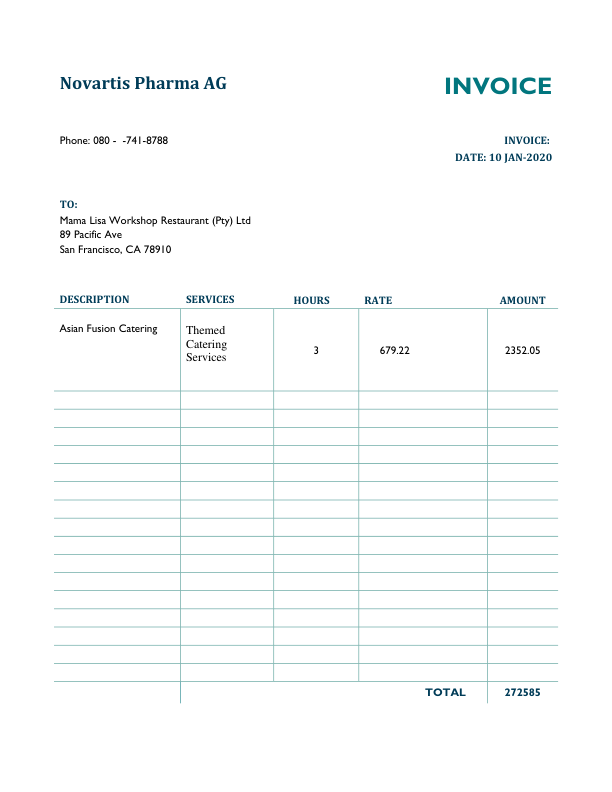 Novartis Pharma AG
INVOICE
Phone: 080 -  -741-8788
INVOICE:
DATE: 10 JAN-2020
TO:
Mama Lisa Workshop Restaurant (Pty) Ltd
89 Pacific Ave
San Francisco, CA 78910
DESCRIPTION SERVICES HOURS RATE AMOUNT
Asian Fusion Catering
Themed
Catering
Services
3 679.22 2352.05
TOTAL 272585